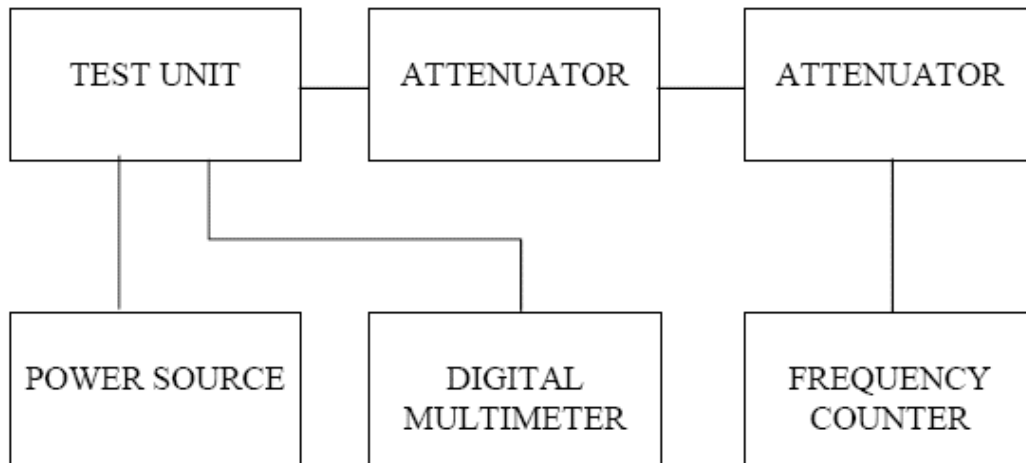 TEST UNIT
ATTENUATOR
ATTENUATOR
POWER SOURCE
DIGITAL
MULTIMETER
FREQUENCY
COUNTER